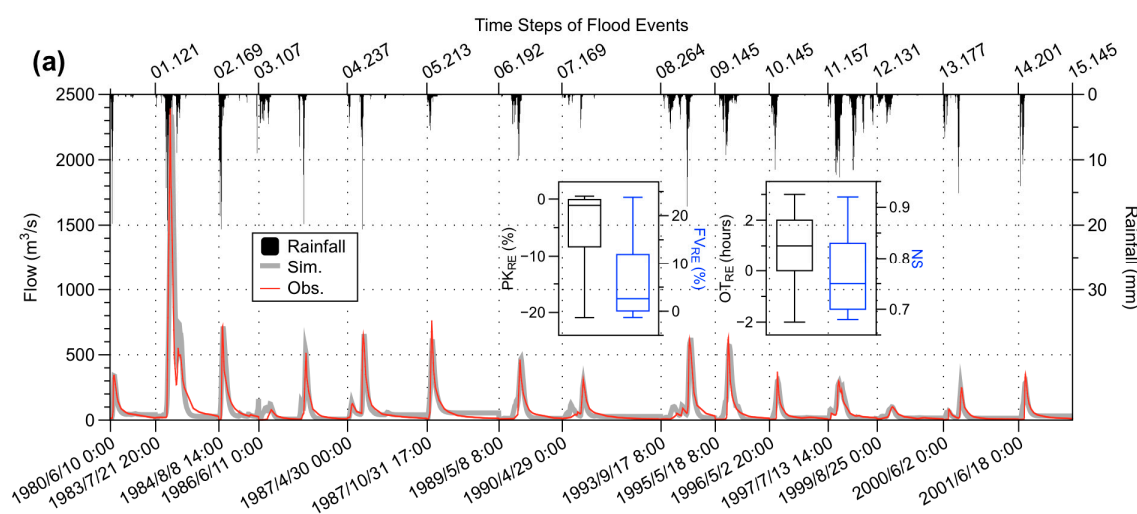 Time Steps of Flood Events
(a)
01.121 02.169 03.107 04.237 05.213 06.192 07.169 08.264 09.145 10.145 11.157 12.131 13.177 14.201 15.145
Flow (m3/s)
2500 2000 1500 1000 500 0
0 10 20 30
Rainfall (mm)
Rainfall
Sim.
Obs.
PKRE (%)
0 −10 −20
20 10 0
FVRE (%)
OTRE (hours)
2 0 −2
0.9 0.8 0.7
NS
1980/6/10 0:00
1983/7/21 20:00
1984/8/8 14:00
1986/6/11 0:00
1987/4/30 00:00
1987/10/31 17:00
1989/5/8 8:00
1990/4/29 0:00
1993/9/17 8:00
1995/5/18 8:00
1996/5/2 20:00
1997/7/13 14:00
1999/8/25 0:00
2000/6/2 0:00
2001/6/18 0:00